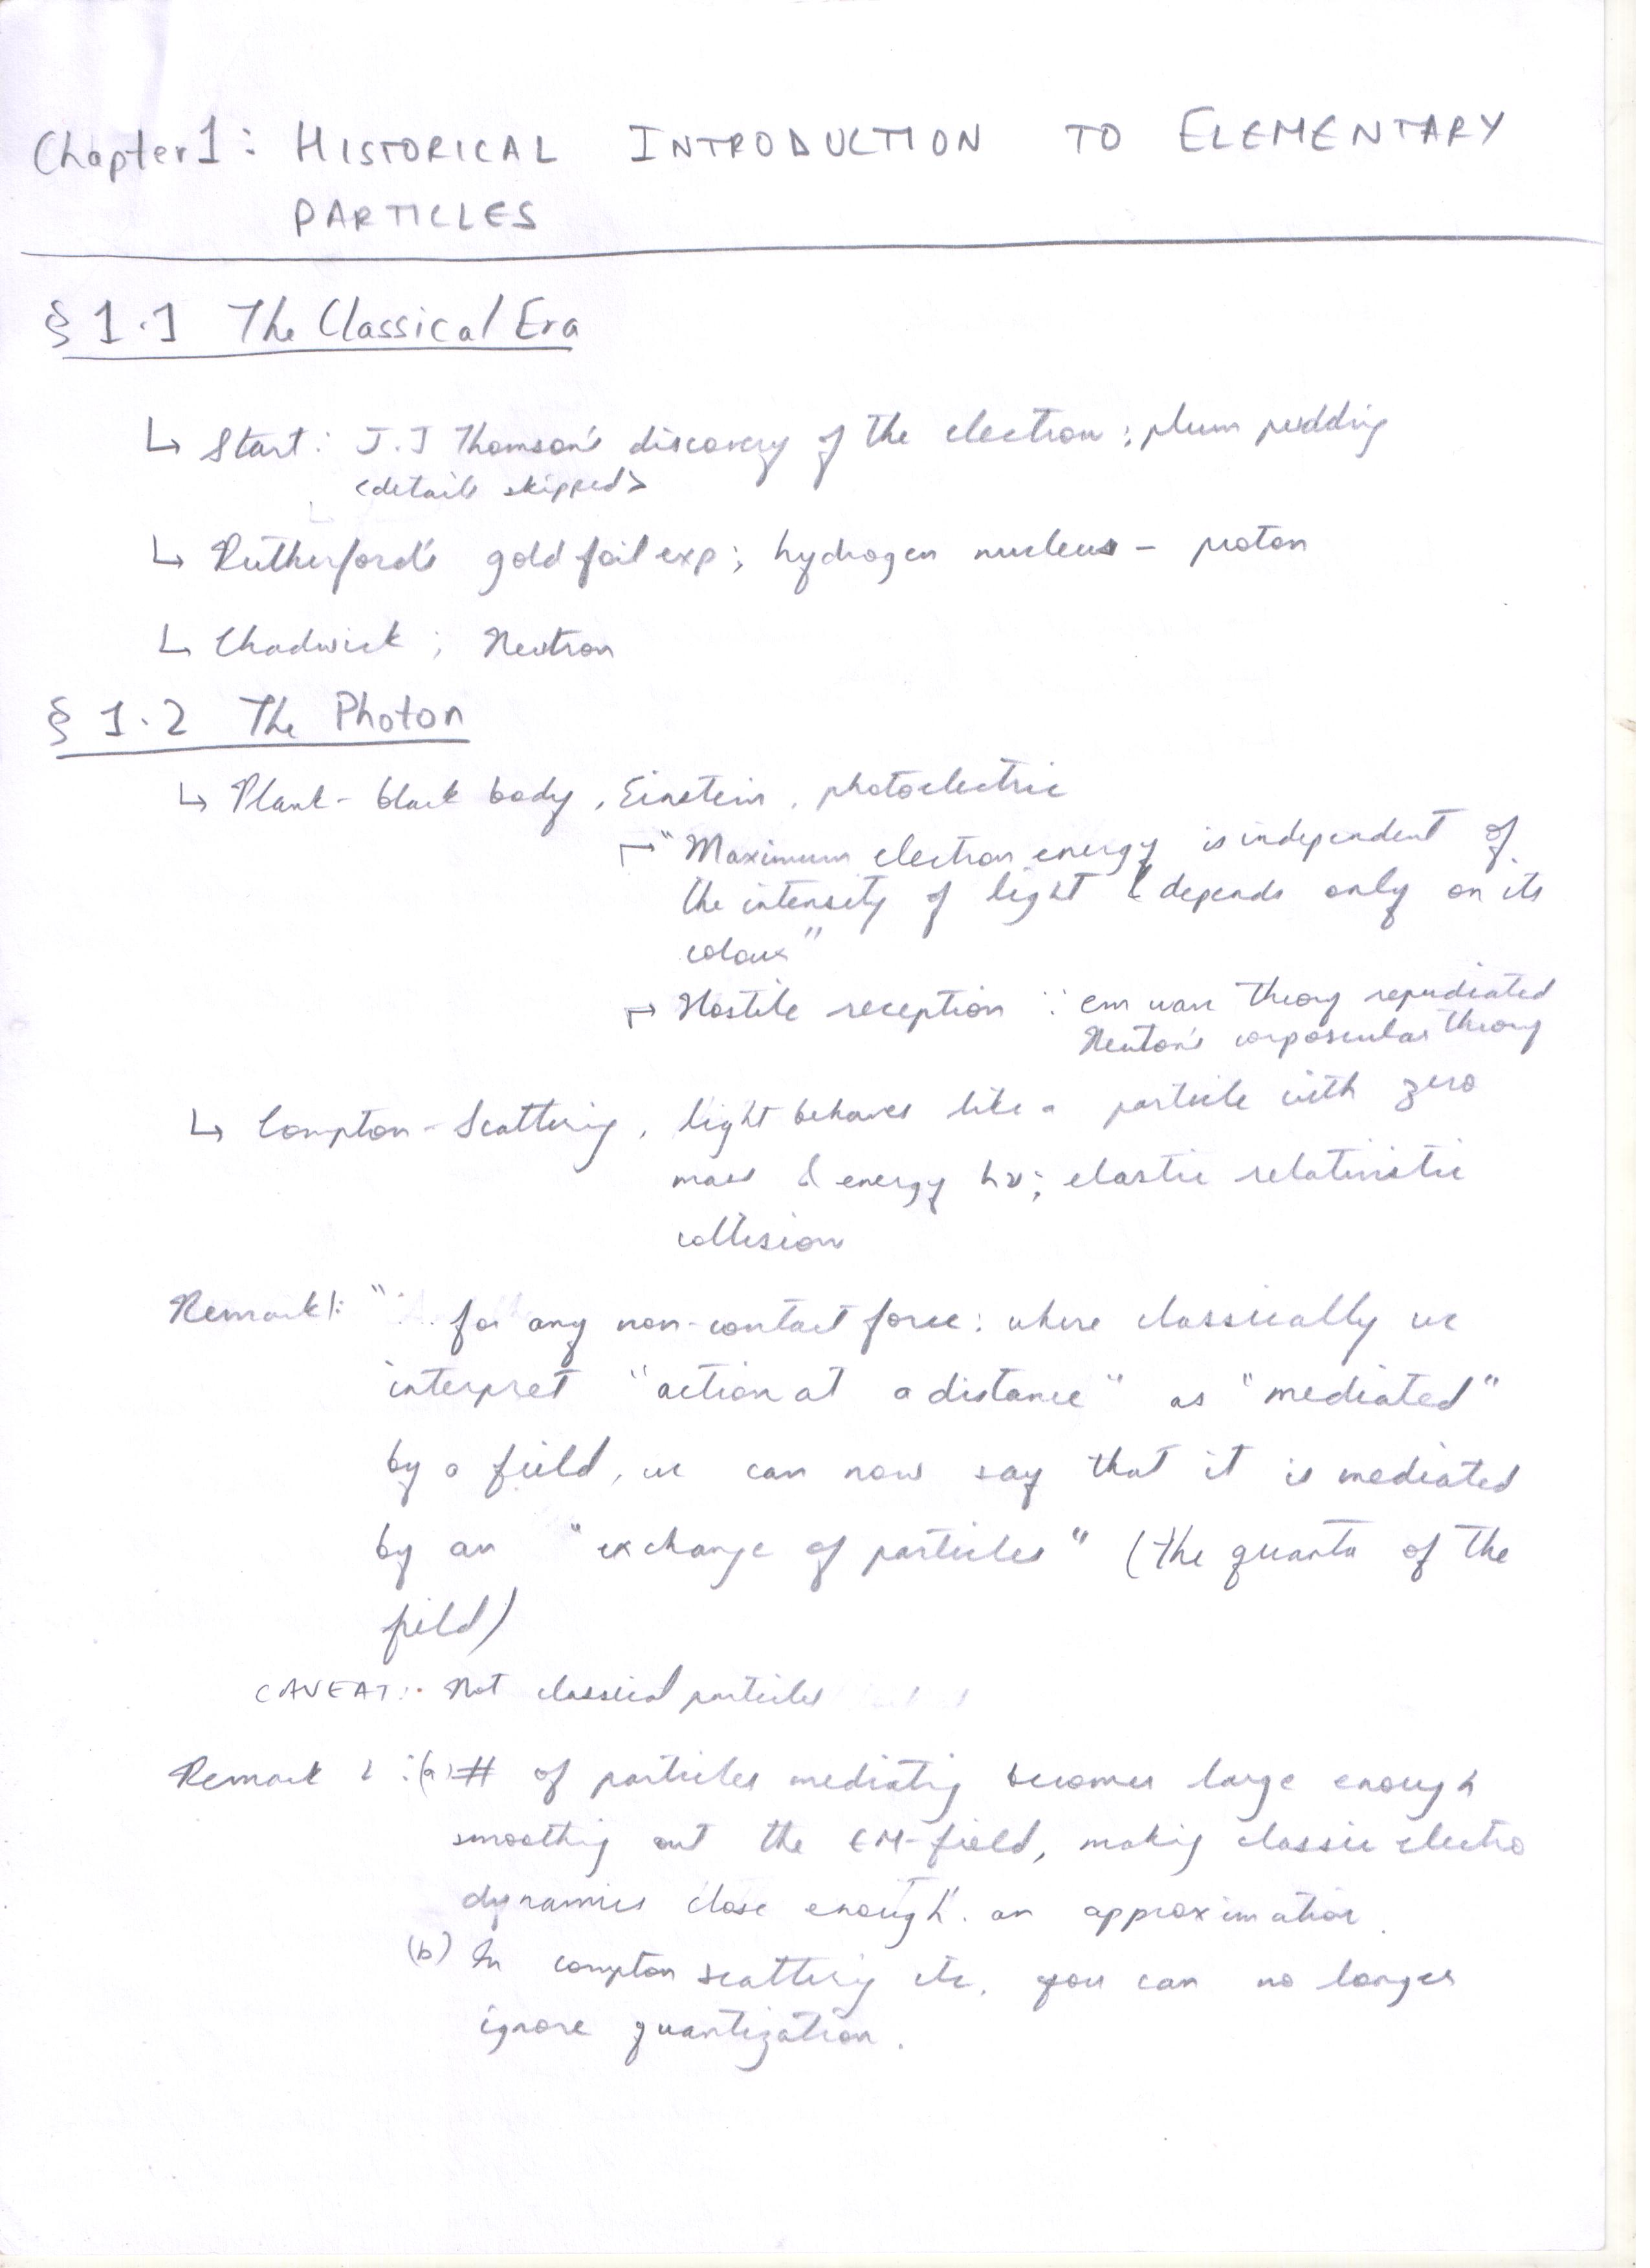 Chapter 1: HISTORICAL INTRODUCTION TO ELEMENTARY
PARTICLES
§ 1.1 The Classical Era
↳ Start: J.J Thomson's discovery of the electron; plum pudding
<details skipped>
↳ Rutherford's gold foil exp; hydrogen nucleus - proton
↳ Chadwick; Neutron
§ 1.2 The Photon
↳ Plank - black body, Einstein, photoelectric
↱ "Maximum electron energy is independent of
the intensity of light & depends only on its
colour"
↱ Hostile reception ∵ em wave theory repudiated
Newton's corposcular theory
↳ Compton-Scattering, light behaves like a particle with zero
mass & energy hν; elastic relativistic
collision
Remark 1: "∴ for any non-contact force: where classically we
interpret "action at a distance" as "mediated"
by a field, we can now say that it is mediated
by an "exchange of particles" (the quanta of the
field)
CAVEAT: Not classical particles
Remark 2: (a) # of particles mediating becomes large enough
smoothing out the EM-field, making classic electro
dynamics close enough an approximation.
(b) In compton scattering etc. you can no longer
ignore quantization.